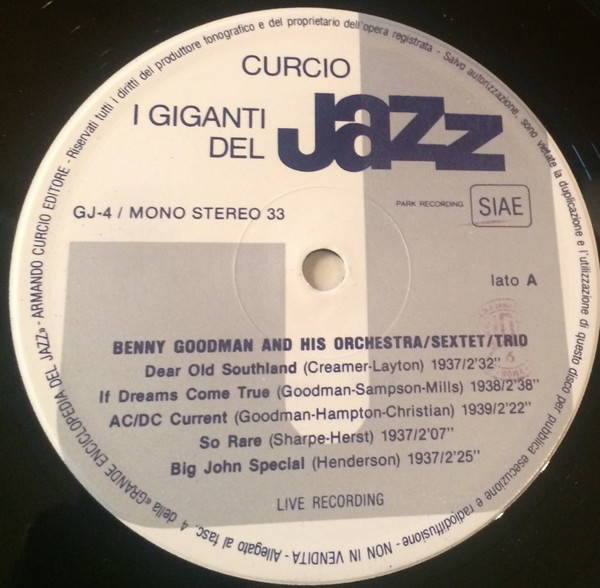 CURCIO
I GIGANTI
DEL
Jazz
GJ-4 / MONO STEREO 33
PARK RECORDING
SIAE
lato A
BENNY GOODMAN AND HIS ORCHESTRA/SEXTET/TRIO
Dear Old Southland (Creamer-Layton) 1937/2'32"
If Dreams Come True (Goodman-Sampson-Mills) 1938/2'38"
AC/DC Current (Goodman-Hampton-Christian) 1939/2'22"
So Rare (Sharpe-Herst) 1937/2'07"
Big John Special (Henderson) 1937/2'25"
LIVE RECORDING
Allegato al fasc. 4 della «GRANDE ENCICLOPEDIA DEL JAZZ» - ARMANDO CURCIO EDITORE - Riservati tutti i diritti del produttore fonografico e del proprietario dell'opera registrata - Salvo autorizzazione, sono vietate la duplicazione e l'utilizzazione di questo disco per pubblica esecuzione e radiodiffusione - NON IN VENDITA -